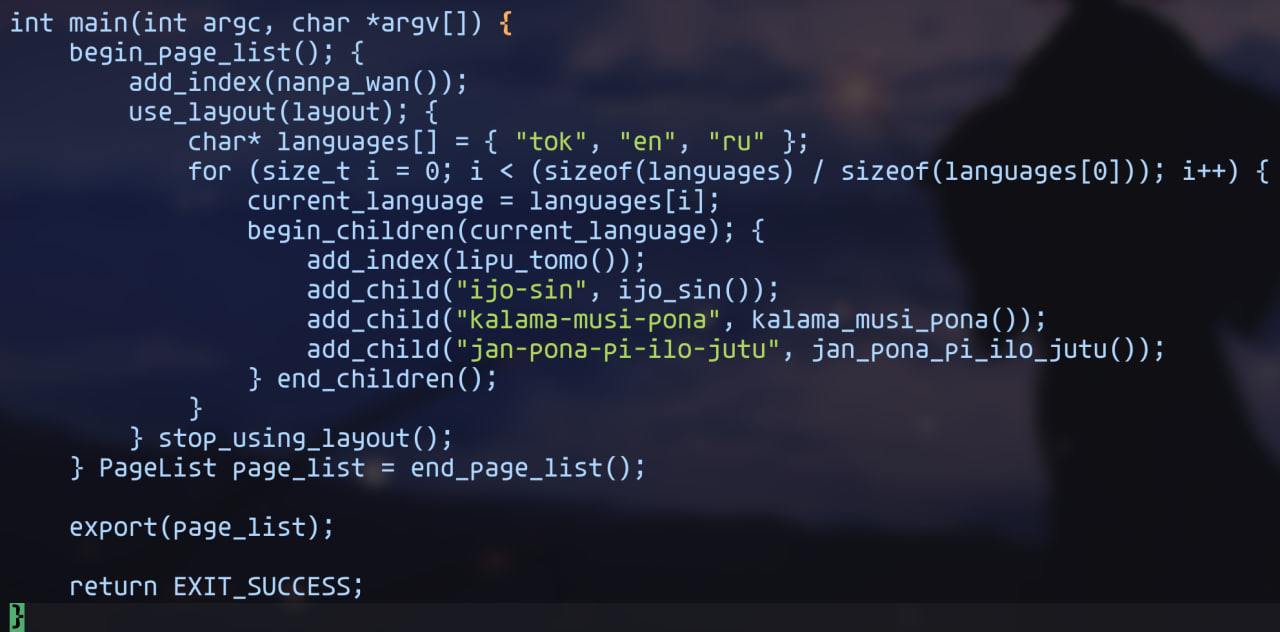 int main(int argc, char *argv[]) {
    begin_page_list(); {
        add_index(nanpa_wan());
        use_layout(layout); {
            char* languages[] = { "tok", "en", "ru" };
            for (size_t i = 0; i < (sizeof(languages) / sizeof(languages[0])); i++) {
                current_language = languages[i];
                begin_children(current_language); {
                    add_index(lipu_tomo());
                    add_child("ijo-sin", ijo_sin());
                    add_child("kalama-musi-pona", kalama_musi_pona());
                    add_child("jan-pona-pi-ilo-jutu", jan_pona_pi_ilo_jutu());
                } end_children();
            }
        } stop_using_layout();
    } PageList page_list = end_page_list();

    export(page_list);

    return EXIT_SUCCESS;
}